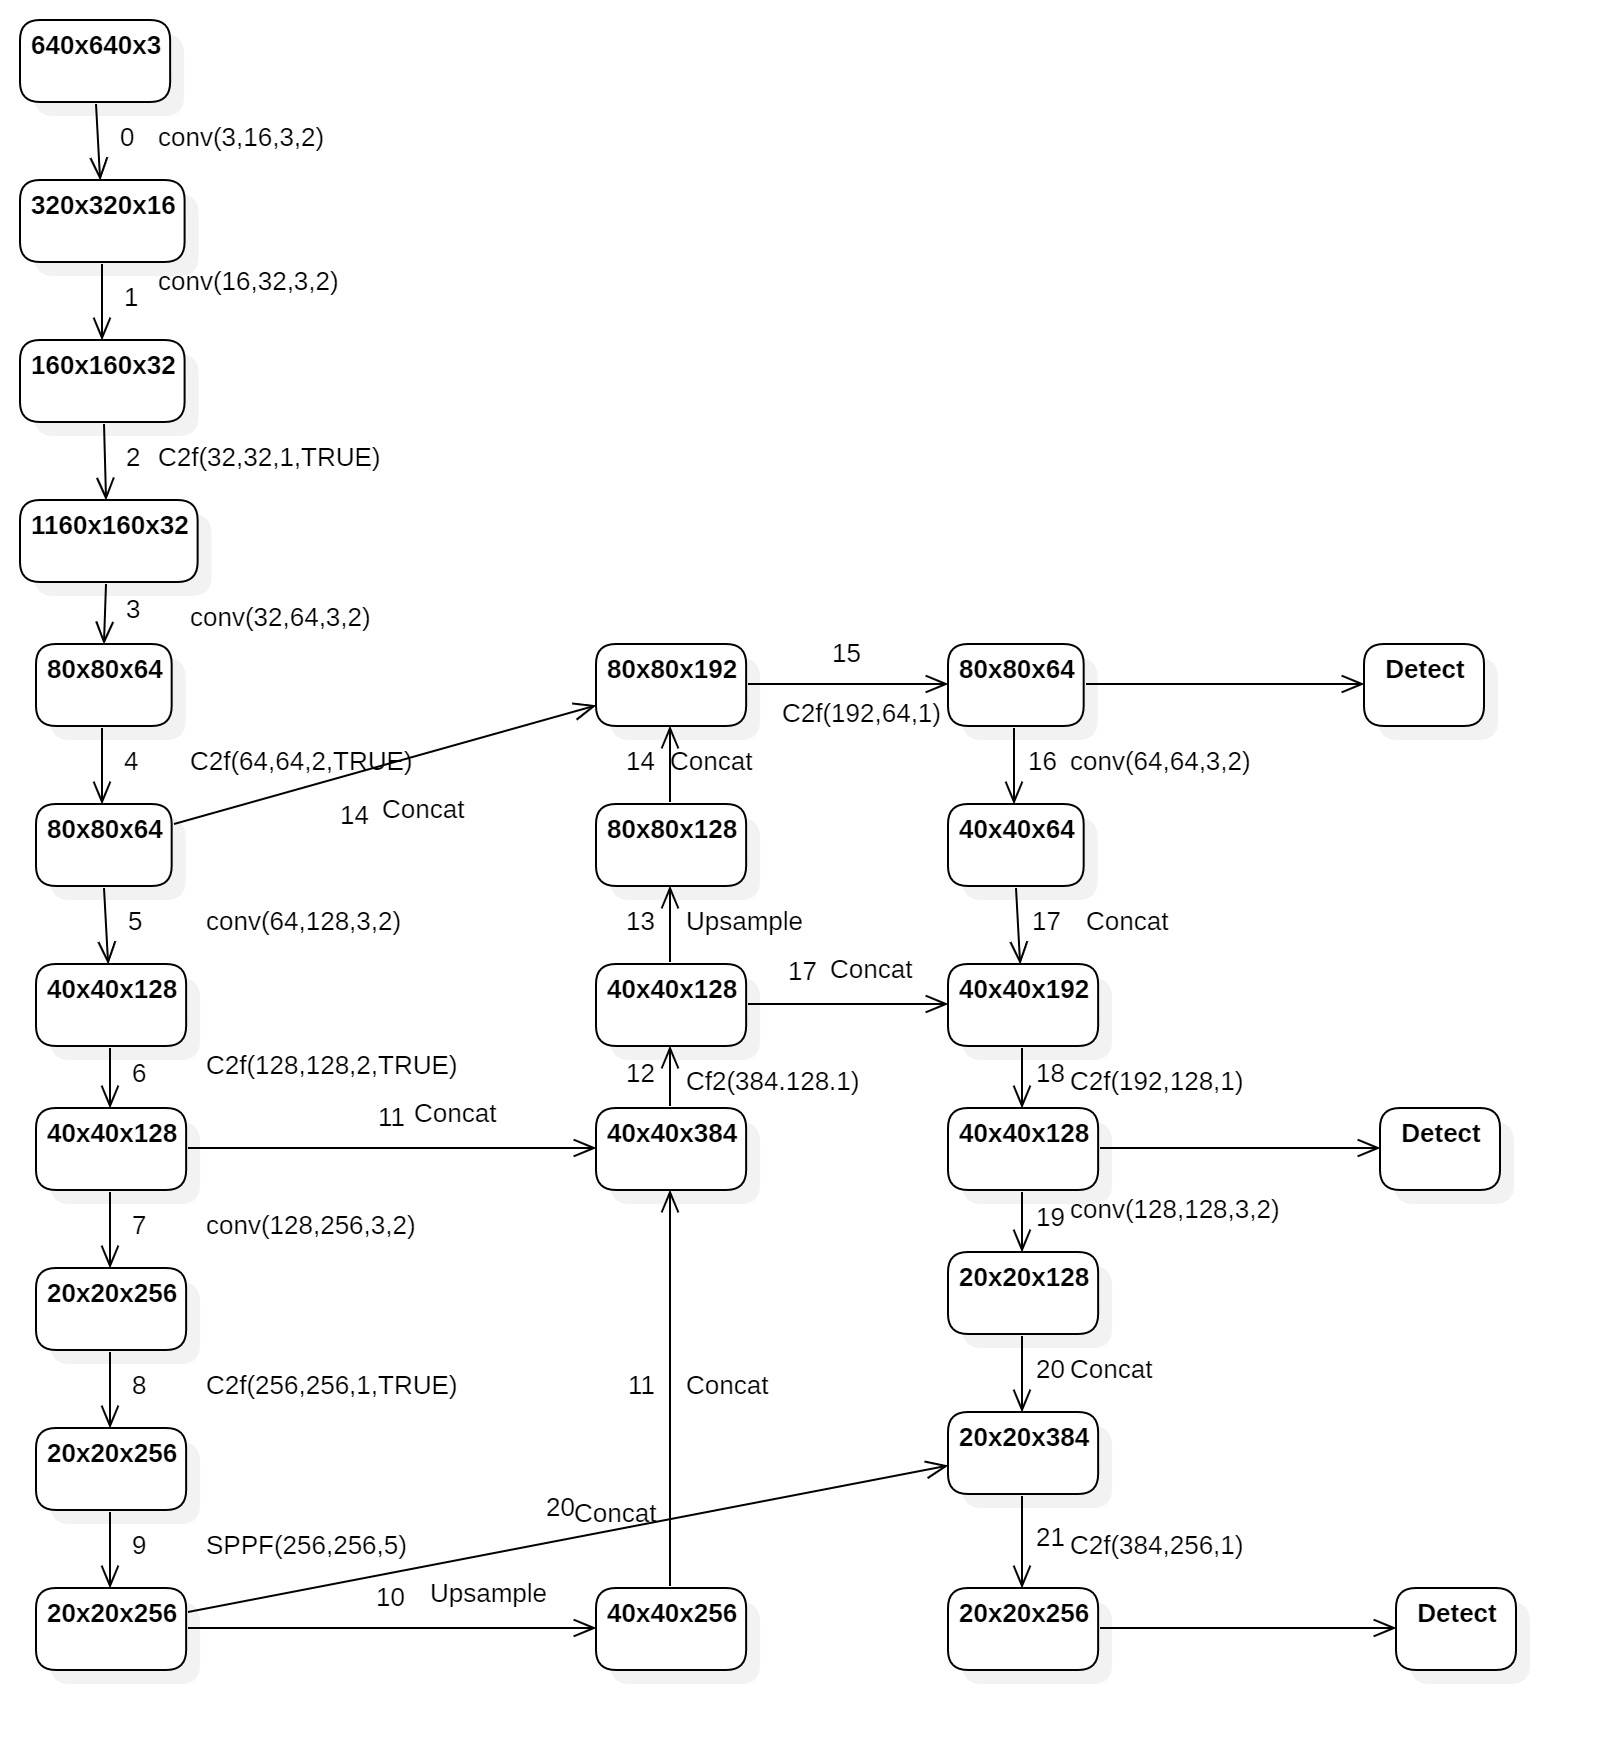 640x640x3
0 conv(3,16,3,2)
320x320x16
conv(16,32,3,2)
1
160x160x32
2 C2f(32,32,1,TRUE)
1160x160x32
3 conv(32,64,3,2)
80x80x64
4 C2f(64,64,2,TRUE)
14 Concat
80x80x64
5 conv(64,128,3,2)
40x40x128
6 C2f(128,128,2,TRUE)
11 Concat
40x40x128
7 conv(128,256,3,2)
20x20x256
8 C2f(256,256,1,TRUE)
20x20x256
9 SPPF(256,256,5)
20x20x256
20 Concat
10 Upsample
80x80x192
14 Concat
80x80x128
13 Upsample
40x40x128
12 Cf2(384.128.1)
40x40x384
11 Concat
40x40x256
15
C2f(192,64,1)
17 Concat
80x80x64
16 conv(64,64,3,2)
40x40x64
17 Concat
40x40x192
18 C2f(192,128,1)
40x40x128
19 conv(128,128,3,2)
20x20x128
20 Concat
20x20x384
21 C2f(384,256,1)
20x20x256
Detect
Detect
Detect